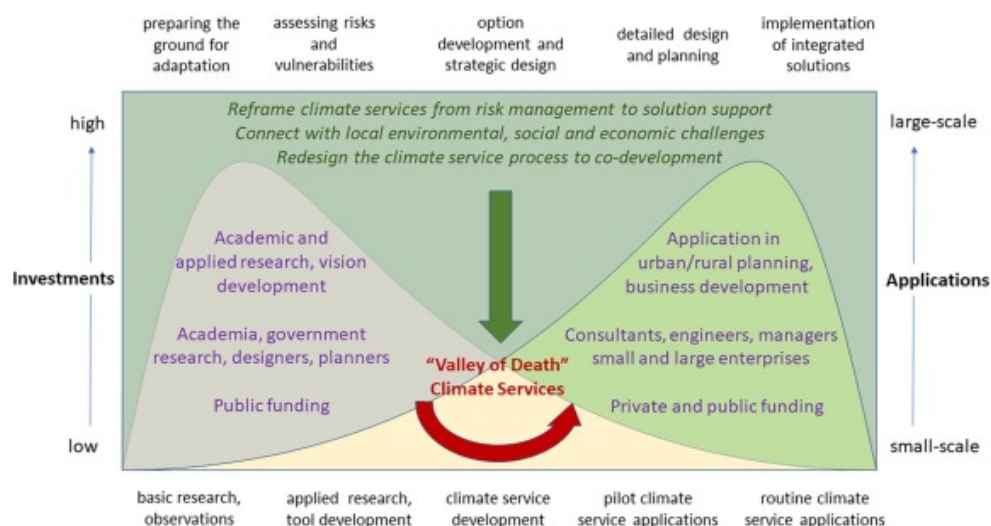 preparing the
ground for
adaptation
assessing risks
and
vulnerabilities
option
development and
strategic design
detailed design
and planning
implementation
of integrated
solutions
Reframe climate services from risk management to solution support
Connect with local environmental, social and economic challenges
Redesign the climate service process to co-development
high
Investments
low
large-scale
Applications
small-scale
Academic and
applied research, vision
development
Academia, government
research, designers, planners
Public funding
"Valley of Death"
Climate Services
Application in
urban/rural planning,
business development
Consultants, engineers, managers
small and large enterprises
Private and public funding
basic research,
observations
applied research,
tool development
climate service
development
pilot climate
service applications
routine climate
service applications